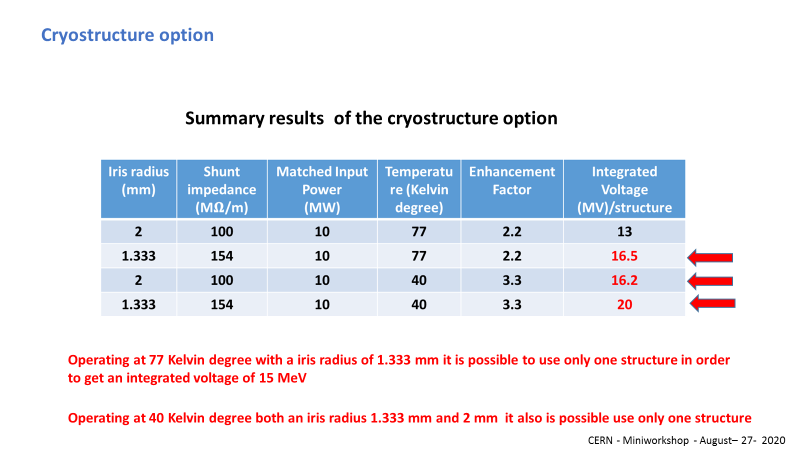 Cryostructure option
Summary results of the cryostructure option
Iris radius (mm) Shunt impedance (MΩ/m) Matched Input Power (MW) Temperatu re (Kelvin degree) Enhancement Factor Integrated Voltage (MV)/structure
2 100 10 77 2.2 13
1.333 154 10 77 2.2 16.5
2 100 10 40 3.3 16.2
1.333 154 10 40 3.3 20
Operating at 77 Kelvin degree with a iris radius of 1.333 mm it is possible to use only one structure in order
to get an integrated voltage of 15 MeV
Operating at 40 Kelvin degree both an iris radius 1.333 mm and 2 mm it also is possible use only one structure
CERN - Miniworkshop - August– 27- 2020